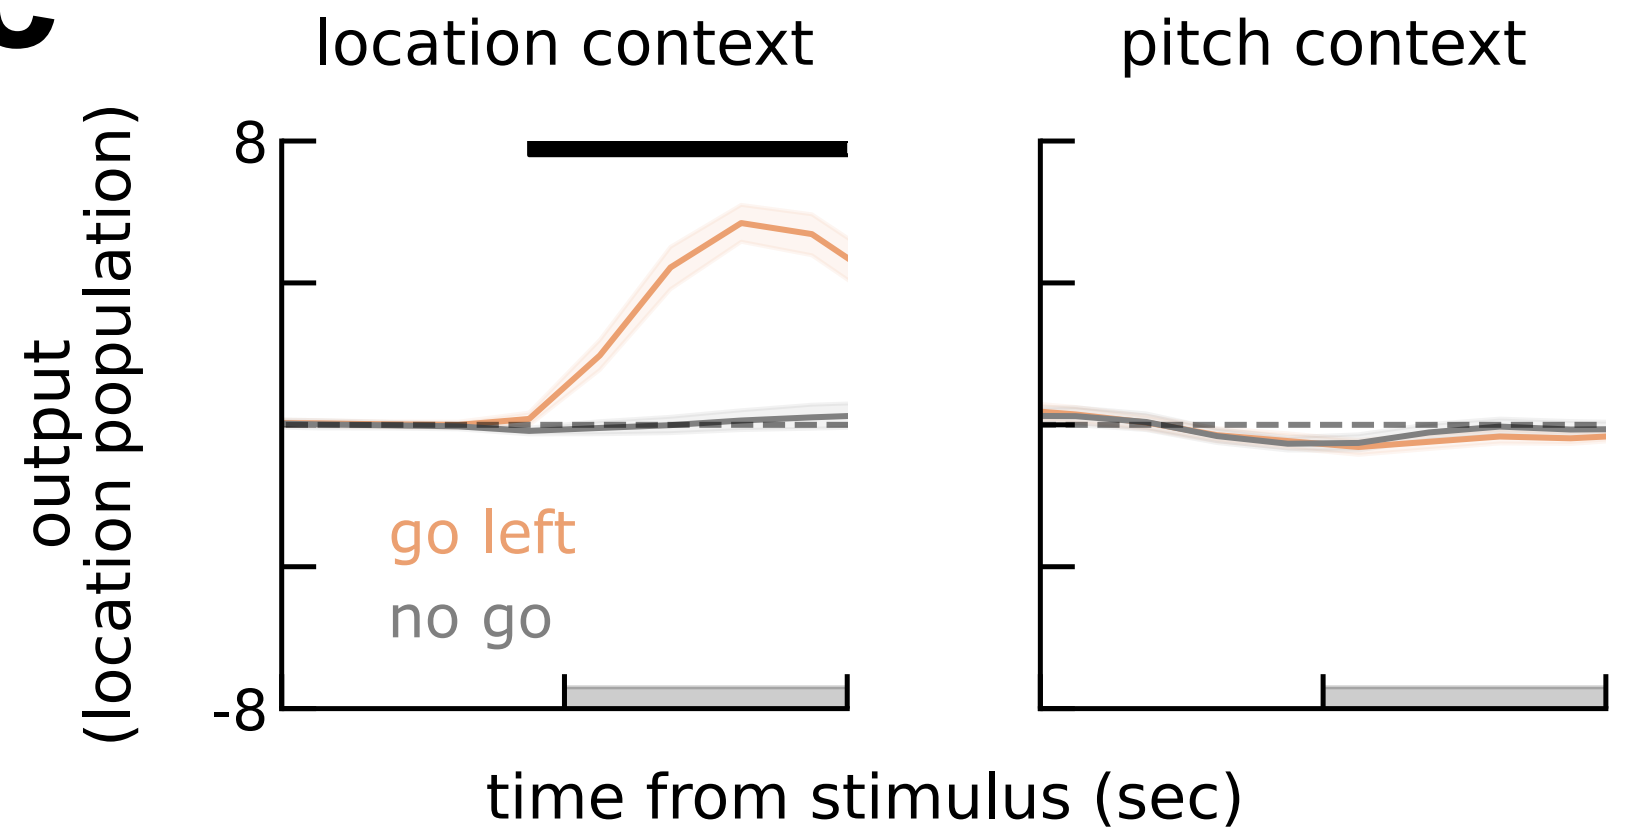 c
location context
pitch context
output
(location population)
8
-8
go left
no go
time from stimulus (sec)